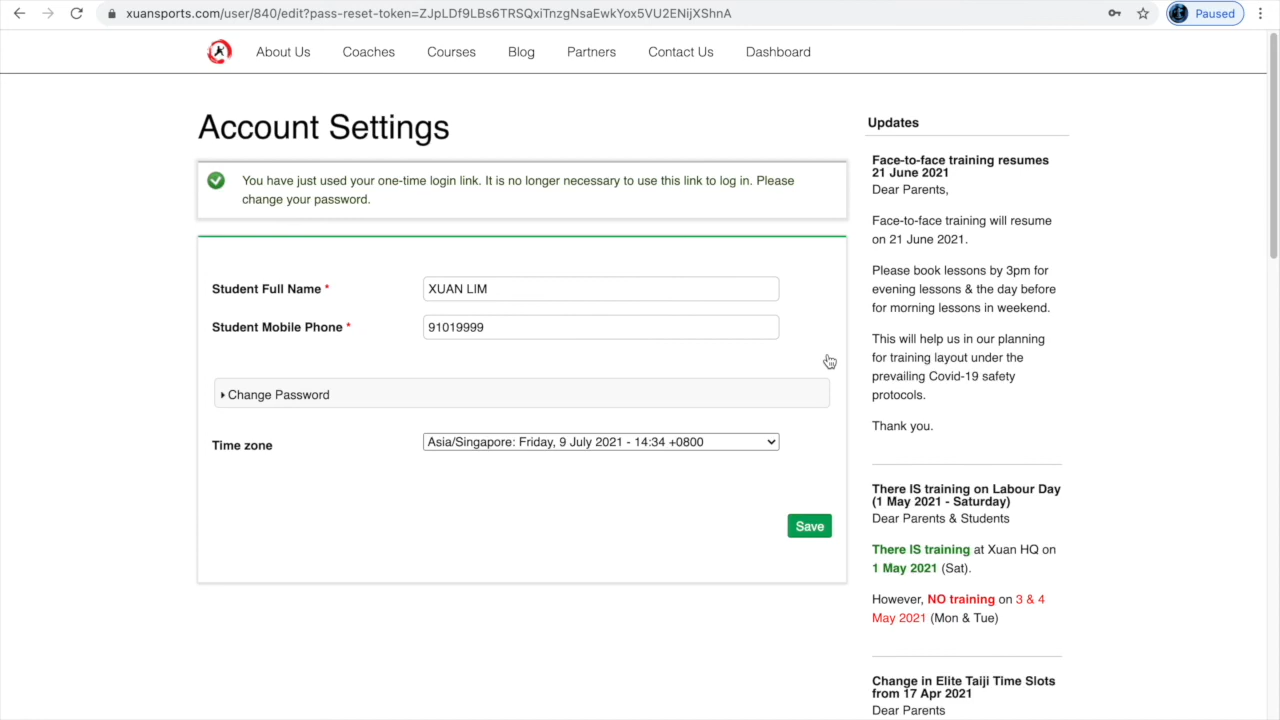 xuansports.com/user/840/edit?pass-reset-token=ZJpLDf9LBs6TRSQxiTnzgNsaEwkYox5VU2ENijXShnA
Paused
About Us
Coaches
Courses
Blog
Partners
Contact Us
Dashboard
Account Settings
You have just used your one-time login link. It is no longer necessary to use this link to log in. Please
change your password.
Student Full Name *
XUAN LIM
Student Mobile Phone *
91019999
Change Password
Time zone
Asia/Singapore: Friday, 9 July 2021 - 14:34 +0800
Save
Updates
Face-to-face training resumes
21 June 2021
Dear Parents,
Face-to-face training will resume
on 21 June 2021.
Please book lessons by 3pm for
evening lessons & the day before
for morning lessons in weekend.
This will help us in our planning
for training layout under the
prevailing Covid-19 safety
protocols.
Thank you.
There IS training on Labour Day
(1 May 2021 - Saturday)
Dear Parents & Students
There IS training at Xuan HQ on
1 May 2021 (Sat).
However, NO training on 3 & 4
May 2021 (Mon & Tue)
Change in Elite Taiji Time Slots
from 17 Apr 2021
Dear Parents